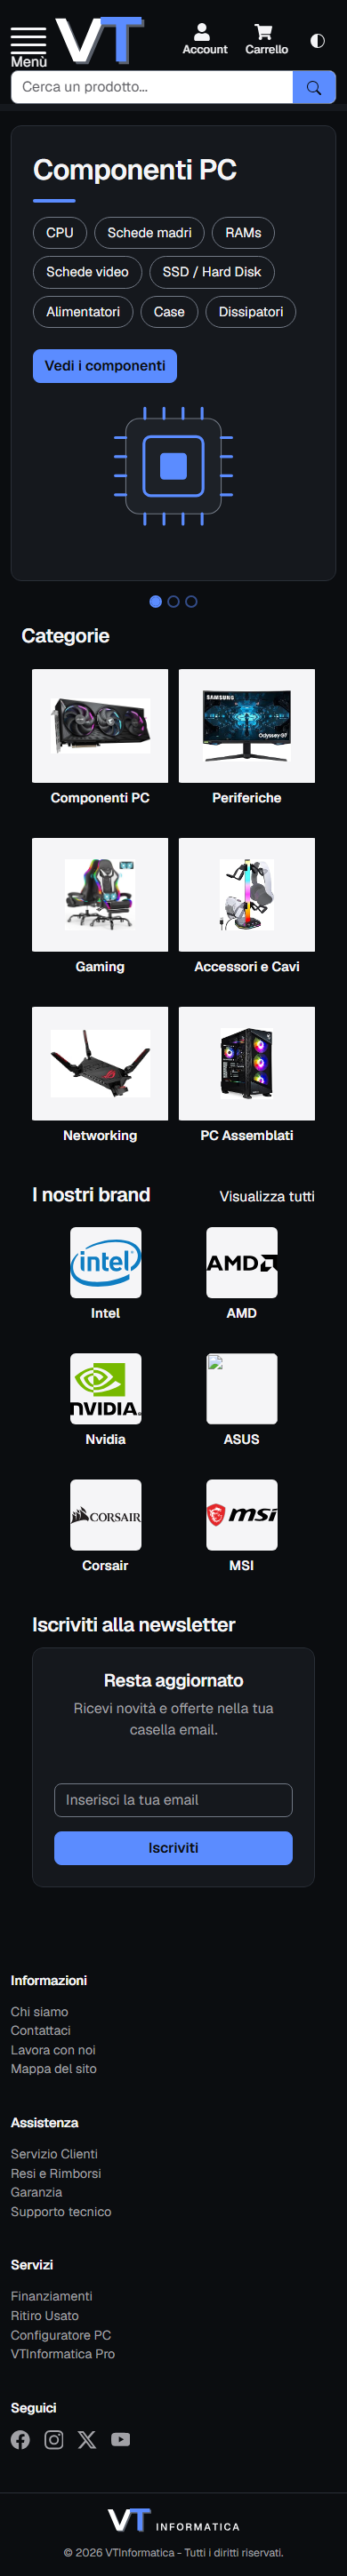 Menù
VT
Account
Carrello
Cerca un prodotto...
Componenti PC
CPU
Schede madri
RAMs
Schede video
SSD / Hard Disk
Alimentatori
Case
Dissipatori
Vedi i componenti
Categorie
SAMSUNG
Odyssey G7
Componenti PC
Periferiche
Gaming
Accessori e Cavi
Networking
PC Assemblati
I nostri brand
Visualizza tutti
intel
AMD
Intel
AMD
NVIDIA
Nvidia
ASUS
CORSAIR
msi
Corsair
MSI
Iscriviti alla newsletter
Resta aggiornato
Ricevi novità e offerte nella tua
casella email.
Inserisci la tua email
Iscriviti
Informazioni
Chi siamo
Contattaci
Lavora con noi
Mappa del sito
Assistenza
Servizio Clienti
Resi e Rimborsi
Garanzia
Supporto tecnico
Servizi
Finanziamenti
Ritiro Usato
Configuratore PC
VTInformatica Pro
Seguici
VT INFORMATICA
© 2026 VTInformatica - Tutti i diritti riservati.